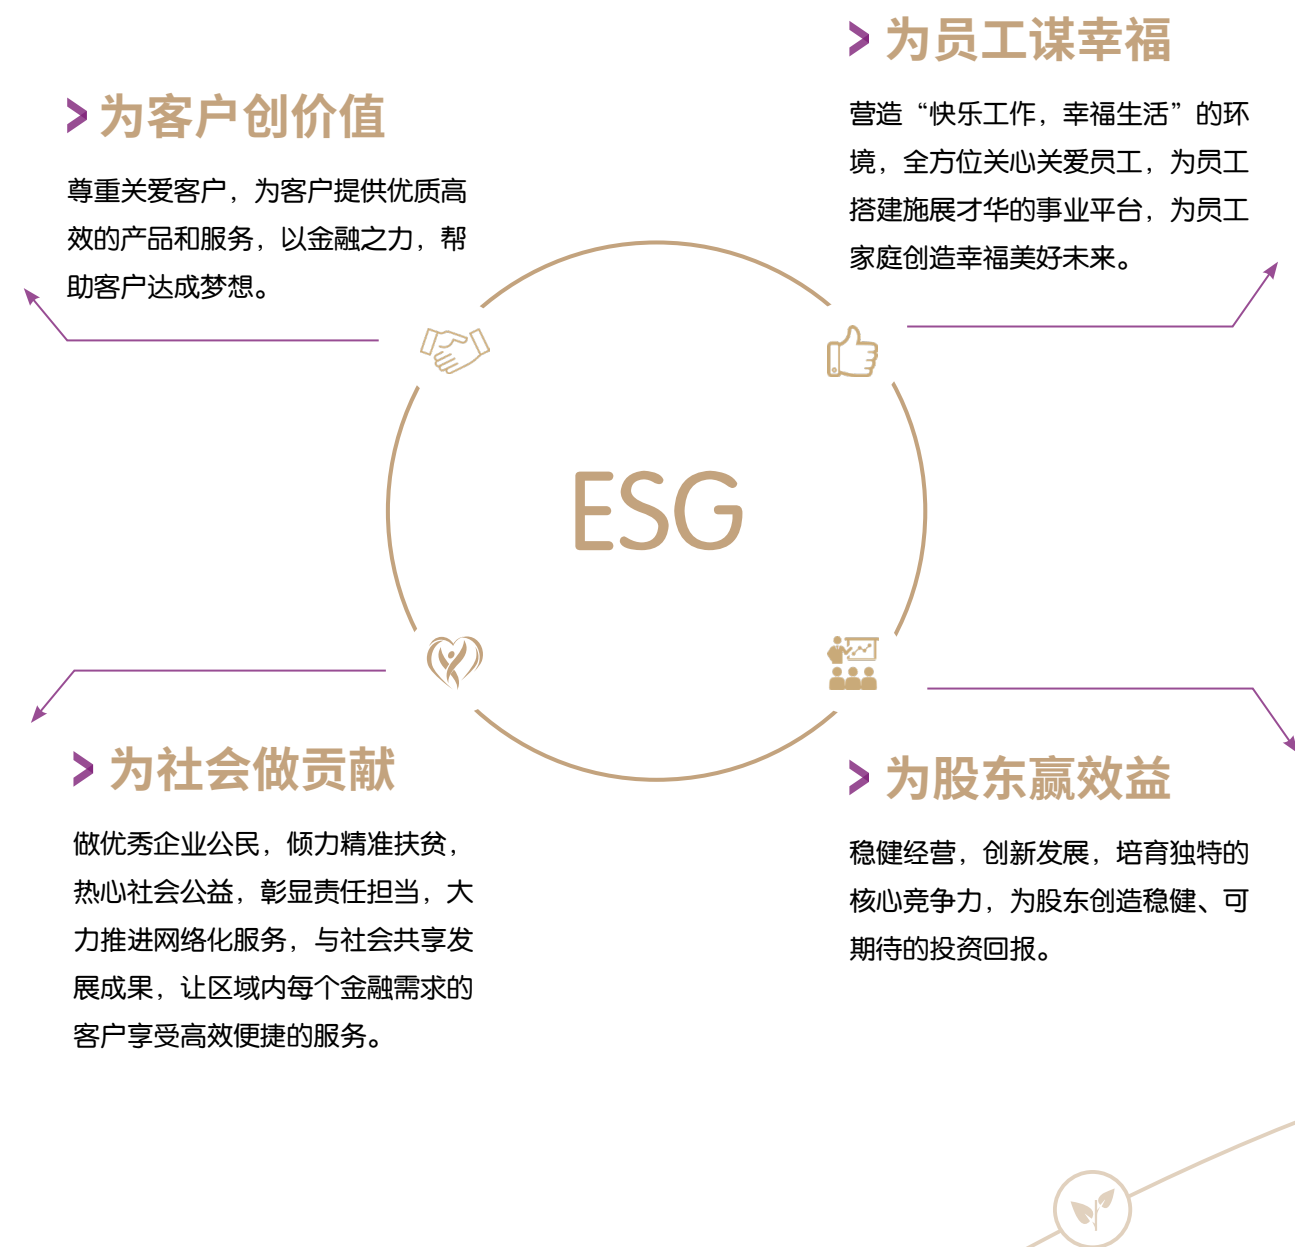 为客户创价值
尊重关爱客户，为客户提供优质高
效的产品和服务，以金融之力，帮
助客户达成梦想。
为员工谋幸福
营造“快乐工作，幸福生活”的环
境，全方位关心关爱员工，为员工
搭建施展才华的事业平台，为员工
家庭创造幸福美好未来。
ESG
为社会做贡献
做优秀企业公民，倾力精准扶贫，
热心社会公益，彰显责任担当，大
力推进网络化服务，与社会共享发
展成果，让区域内每个金融需求的
客户享受高效便捷的服务。
为股东赢效益
稳健经营，创新发展，培育独特的
核心竞争力，为股东创造稳健、可
期待的投资回报。